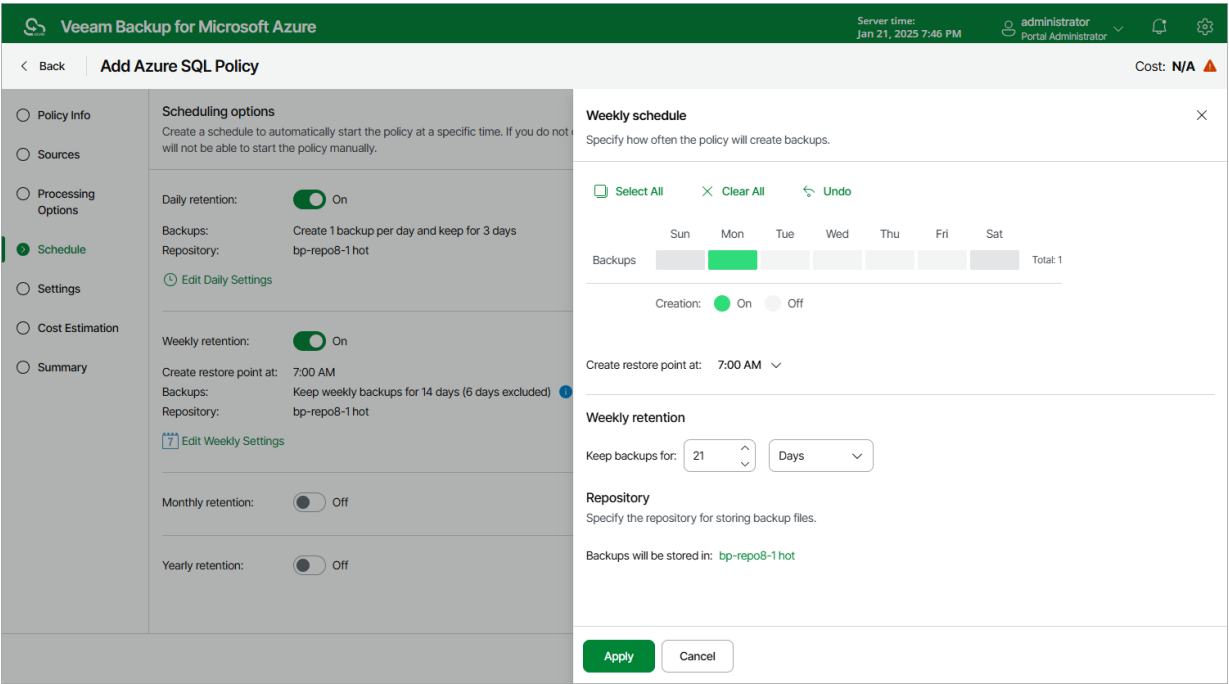 Veeam Backup for Microsoft Azure
Server time:
Jan 21, 2025 7:46 PM
administrator
Portal Administrator
Back
Add Azure SQL Policy
Cost: N/A
Policy Info
Sources
Processing
Options
Schedule
Settings
Cost Estimation
Summary
Scheduling options
Create a schedule to automatically start the policy at a specific time. If you do not
will not be able to start the policy manually.
Daily retention: On
Backups: Create 1 backup per day and keep for 3 days
Repository: bp-repo8-1 hot
Edit Daily Settings
Weekly retention: On
Create restore point at: 7:00 AM
Backups: Keep weekly backups for 14 days (6 days excluded)
Repository: bp-repo8-1 hot
7 Edit Weekly Settings
Monthly retention: Off
Yearly retention: Off
Weekly schedule
Specify how often the policy will create backups.
Select All Clear All Undo
Sun Mon Tue Wed Thu Fri Sat
Backups Total: 1
Creation: On Off
Create restore point at: 7:00 AM
Weekly retention
Keep backups for: 21 Days
Repository
Specify the repository for storing backup files.
Backups will be stored in: bp-repo8-1 hot
Apply Cancel